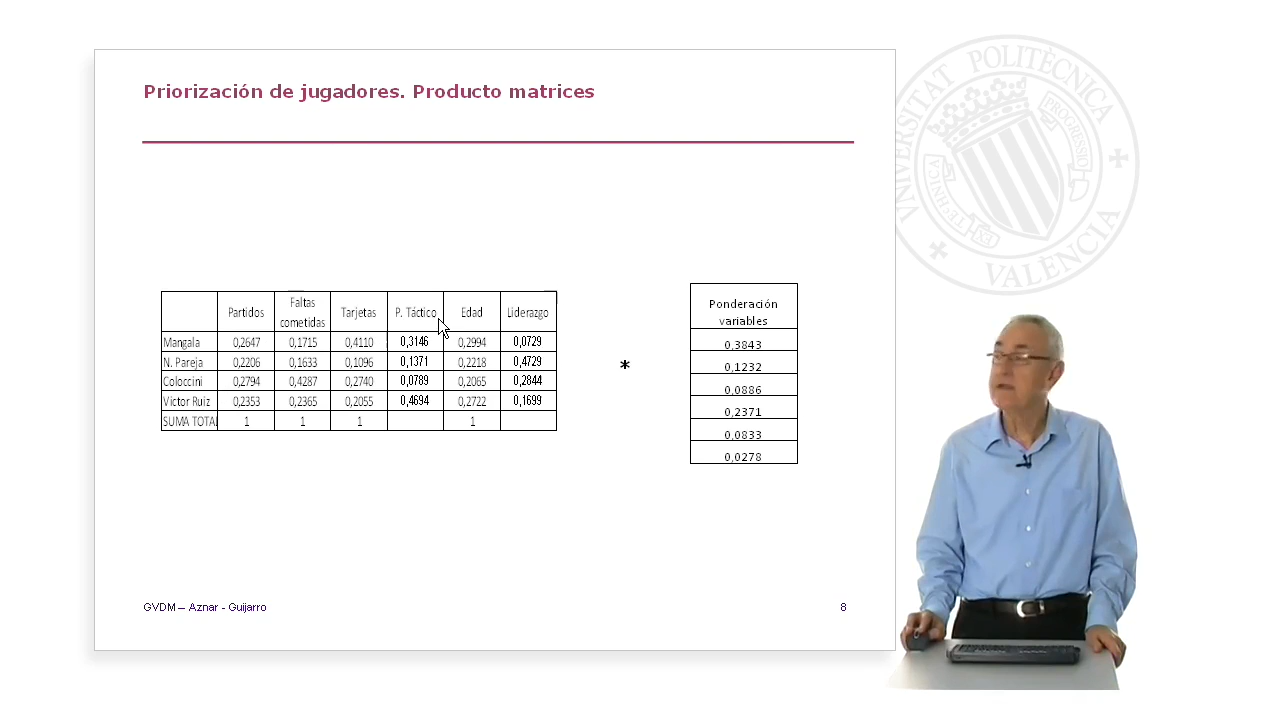 Priorización de jugadores. Producto matrices
Partidos Faltas cometidas Tarjetas P. Táctico Edad Liderazgo
Mangala 0,2647 0,1715 0,4110 0,3146 0,2994 0,0729
N. Pareja 0,2206 0,1633 0,1096 0,1371 0,2218 0,4729
Coloccini 0,2794 0,4287 0,2740 0,0789 0,2065 0,2844
Victor Ruiz 0,2353 0,2365 0,2055 0,4694 0,2722 0,1699
SUMA TOTAL 1 1 1 1
*
Ponderación
variables
0,3843
0,1232
0,0886
0,2371
0,0833
0,0278
GVDM – Aznar - Guijarro
8
UNIVERSITAT POLITÈCNICA
VALÈNCIA
PROGRESSIO
EX TECHNICA